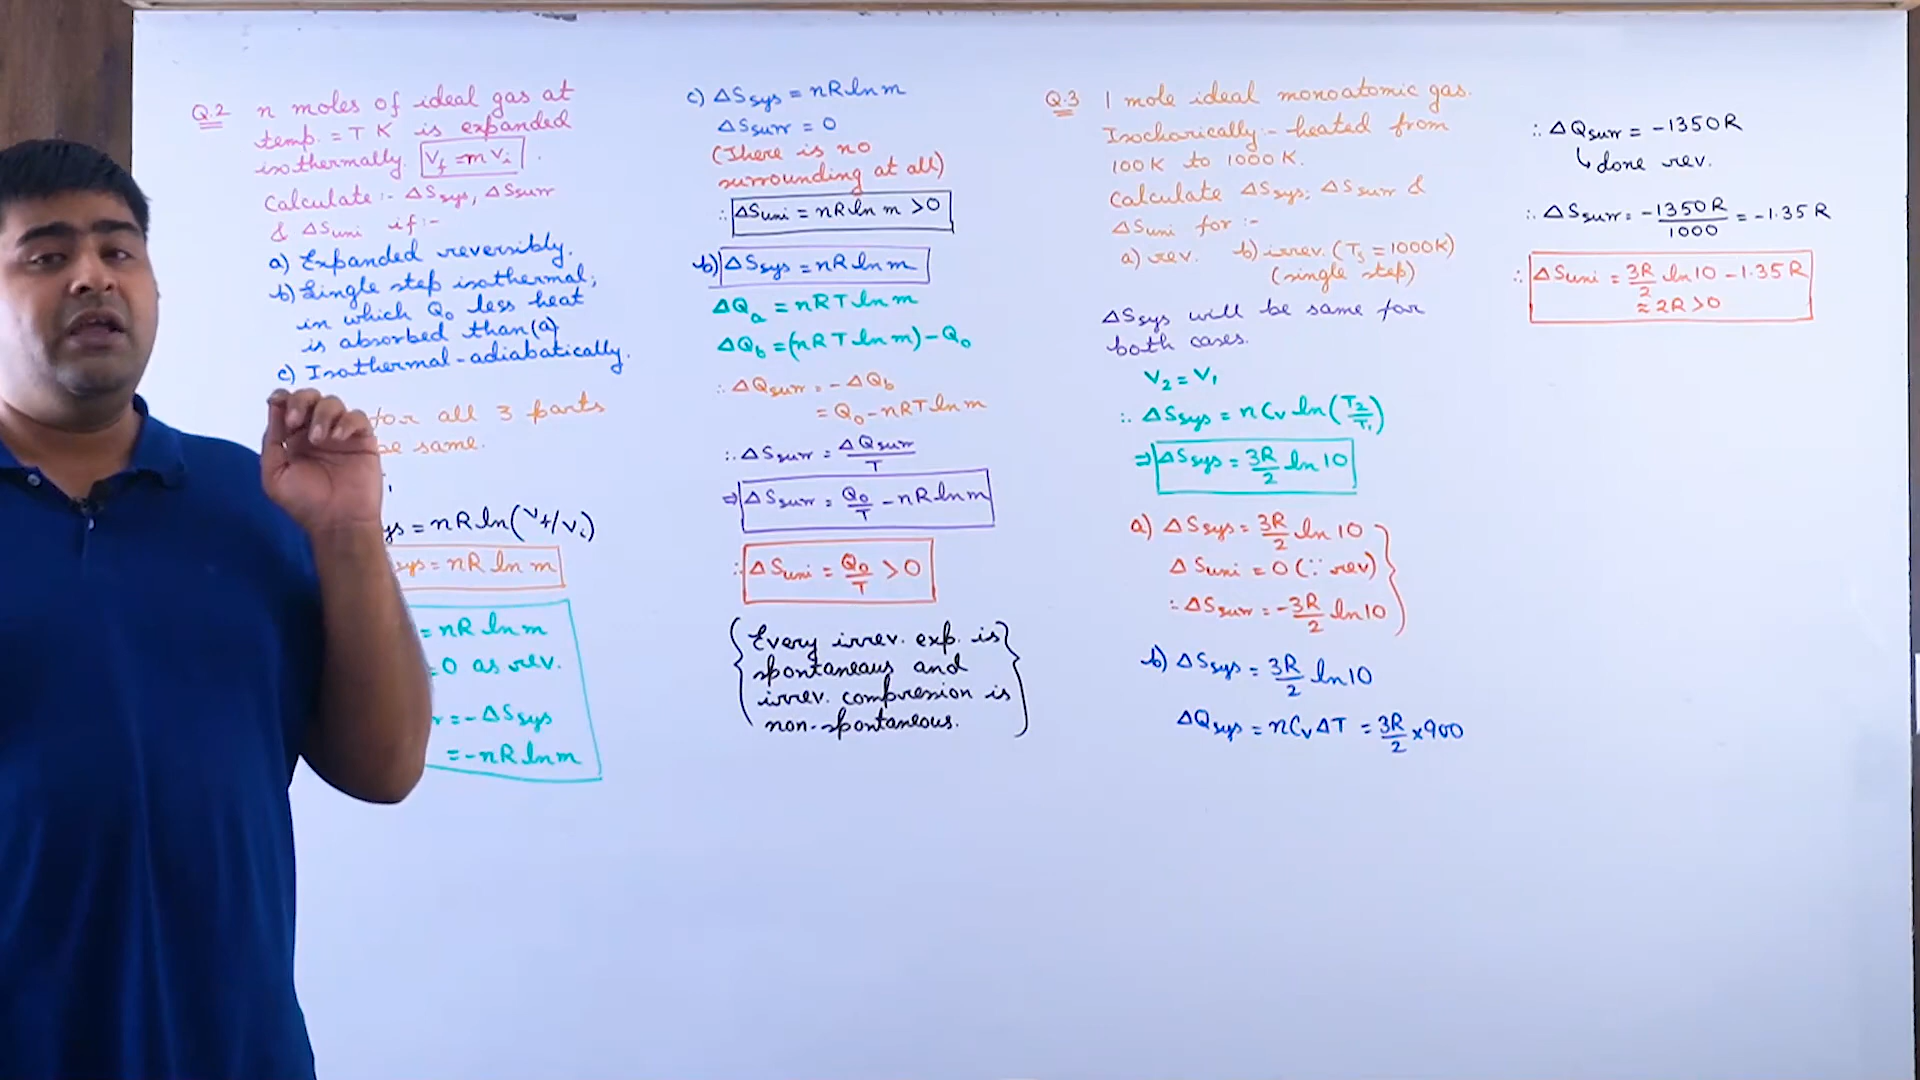 Q.2 n moles of ideal gas at
temp. = T K is expanded
isothermally. Vf = m Vi .
Calculate :- ΔSsys, ΔSsurr
& ΔSuni if :-
a) Expanded reversibly.
b) Single step isothermal,
in which Q₀ less heat
is absorbed than (a)
c) Isothermal - adiabatically.
for all 3 parts
be same.
ys = nR ln(Vf/Vi)
sys = nR ln m
= nR ln m
=0 as rev.
r = -ΔSsys
= -nR ln m
c) ΔSsys = nR ln m
ΔSsurr = 0
(There is no
surrounding at all)
∴ ΔSuni = nR ln m > 0
b) ΔSsys = nR ln m
ΔQa = nRT ln m
ΔQb = (nRT ln m) - Q₀
∴ ΔQsurr = -ΔQb
= Q₀ - nRT ln m
∴ ΔSsurr = ΔQsurr/T
⇒ ΔSsurr = Q₀/T - nR ln m
∴ ΔSuni = Q₀/T > 0
{Every irrev. exp. is
spontaneous and
irrev. compression is
non-spontaneous.}
Q.3 1 mole ideal monoatomic gas.
Isochorically :- heated from
100K to 1000K.
Calculate ΔSsys, ΔSsurr &
ΔSuni for :-
a) rev. b) irrev. (Ts = 1000K)
(single step)
ΔSsys will be same for
both cases.
V₂ = V₁
∴ ΔSsys = nCv ln(T₂/T₁)
⇒ ΔSsys = 3R/2 ln 10
a) ΔSsys = 3R/2 ln 10
ΔSuni = 0 (∵ rev)
∴ ΔSsurr = -3R/2 ln 10
b) ΔSsys = 3R/2 ln 10
ΔQsys = nCvΔT = 3R/2 × 900
∴ ΔQsurr = -1350R
↳ done rev.
∴ ΔSsurr = -1350R/1000 = -1.35R
∴ ΔSuni = 3R/2 ln 10 - 1.35R
≈ 2R > 0